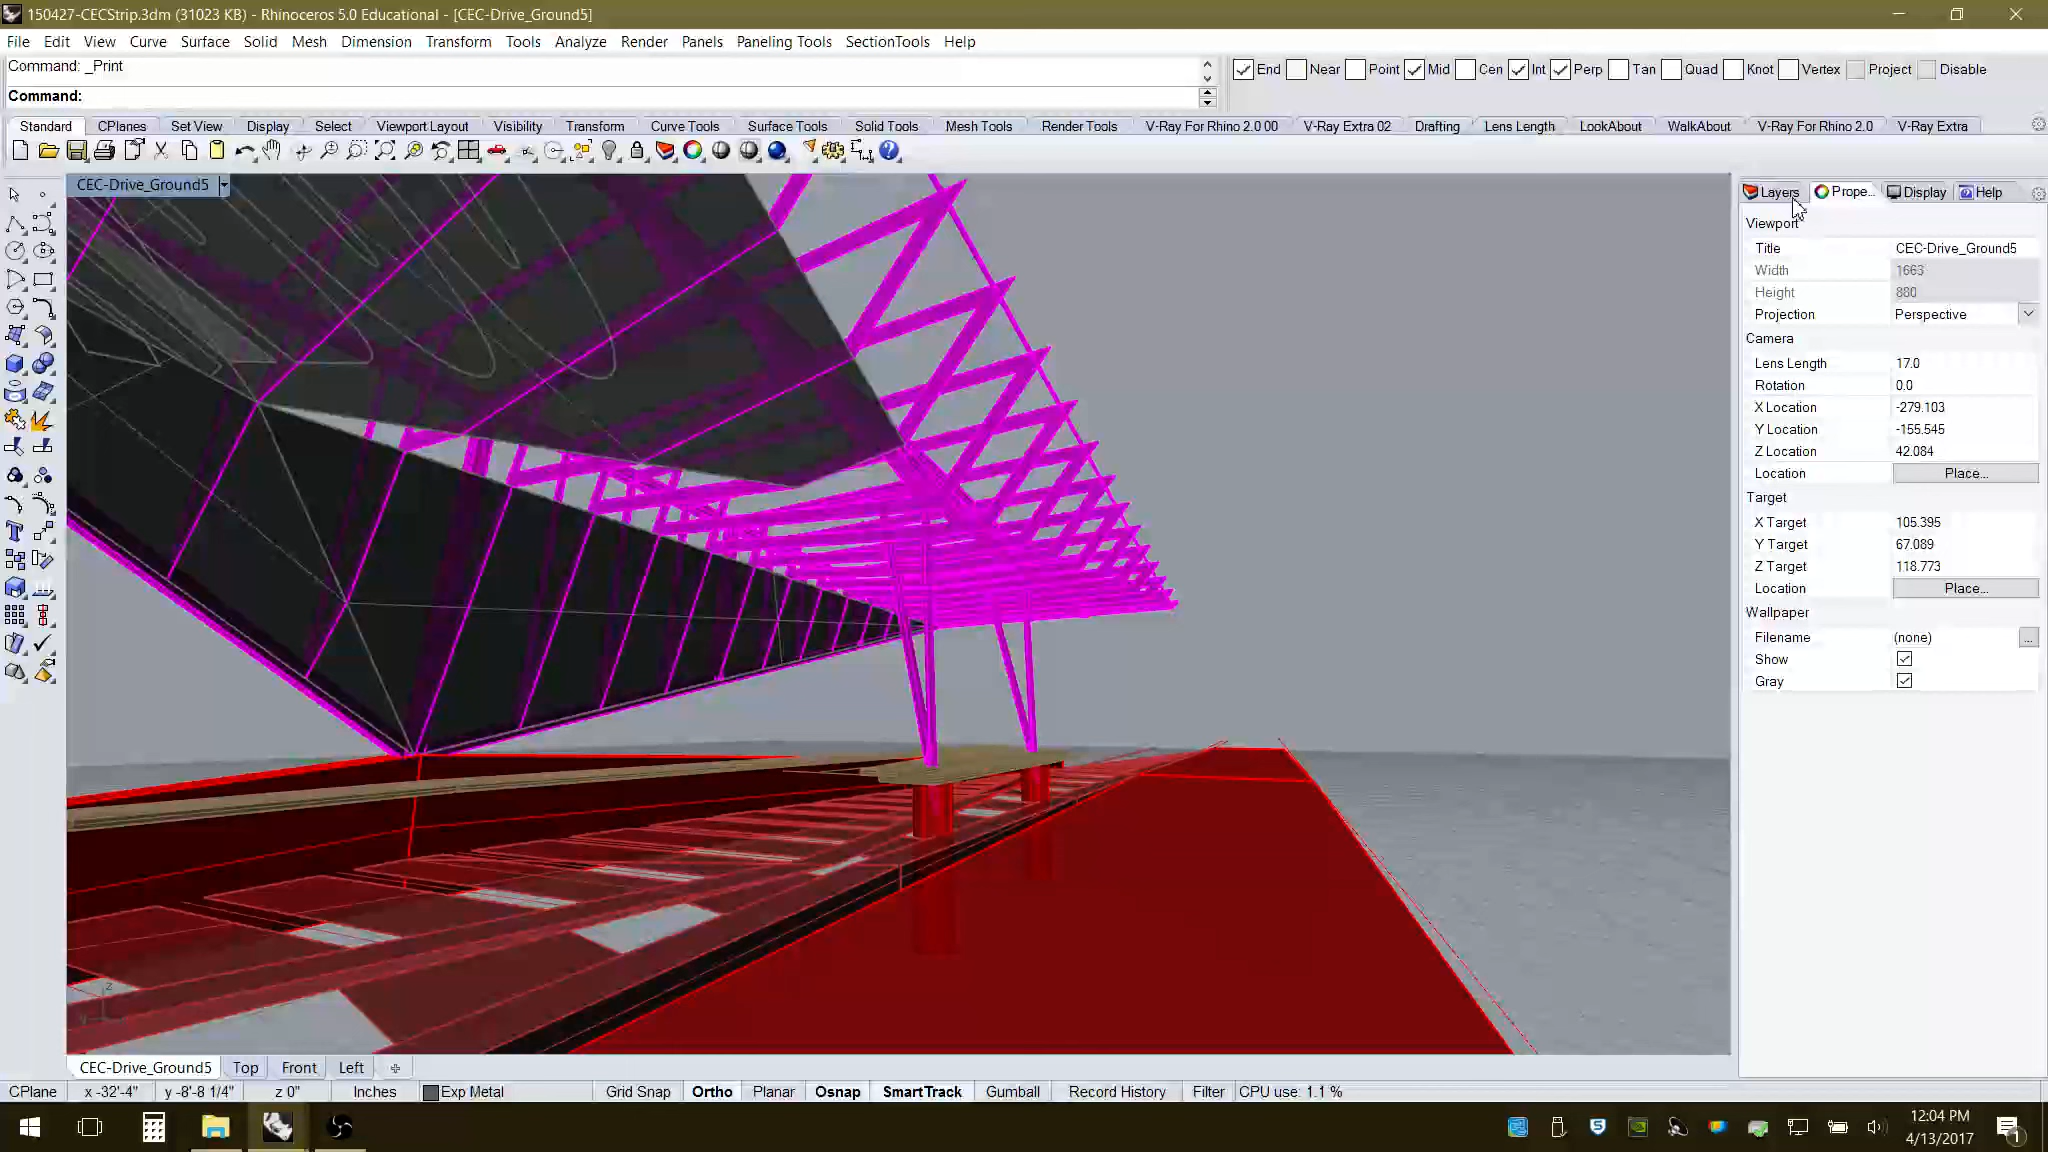 150427-CECStrip.3dm (31023 KB) - Rhinoceros 5.0 Educational - [CEC-Drive_Ground5]
File Edit View Curve Surface Solid Mesh Dimension Transform Tools Analyze Render Panels Paneling Tools SectionTools Help
Command: _Print
Command:
End Near Point Mid Cen Int Perp Tan Quad Knot Vertex Project Disable
Standard CPlanes Set View Display Select Viewport Layout Visibility Transform Curve Tools Surface Tools Solid Tools Mesh Tools Render Tools V-Ray For Rhino 2.0 00 V-Ray Extra 02 Drafting Lens Length LookAbout WalkAbout V-Ray For Rhino 2.0 V-Ray Extra
CEC-Drive_Ground5
Layers Prope... Display Help
Viewport
Title CEC-Drive_Ground5
Width 1663
Height 880
Projection Perspective
Camera
Lens Length 17.0
Rotation 0.0
X Location -279.103
Y Location -155.545
Z Location 42.084
Location Place...
Target
X Target 105.395
Y Target 67.089
Z Target 118.773
Location Place...
Wallpaper
Filename (none) ...
Show
Gray
z
CEC-Drive_Ground5 Top Front Left
CPlane x -32'-4" y -8'-8 1/4" z 0" Inches Exp Metal Grid Snap Ortho Planar Osnap SmartTrack Gumball Record History Filter CPU use: 1.1 %
12:04 PM
4/13/2017
1